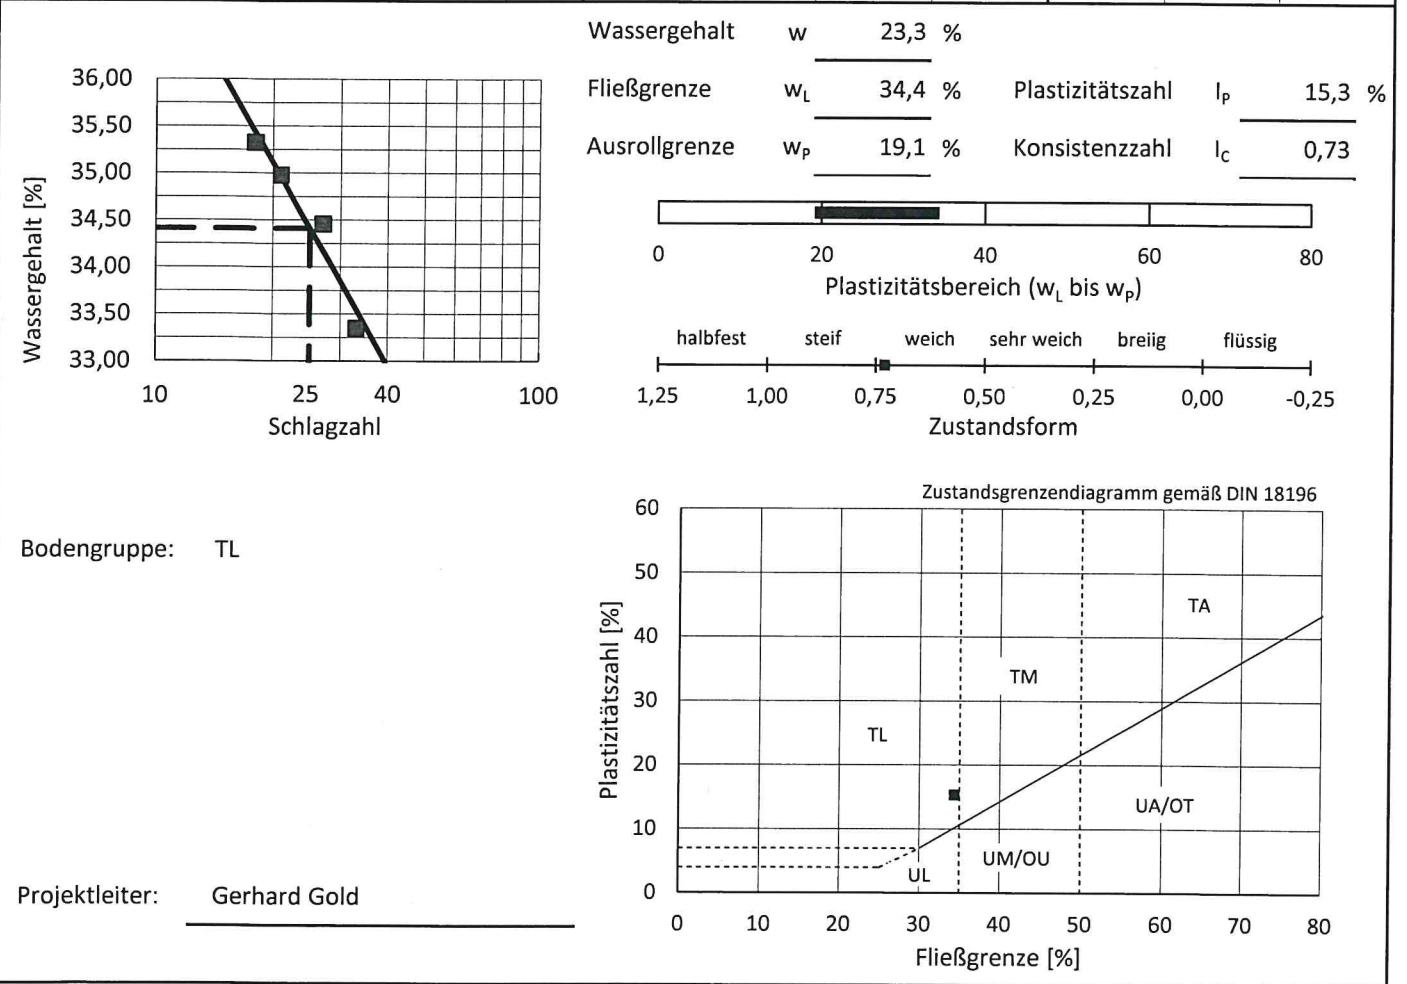 Wassergehalt w 23,3 %
Fließgrenze wL 34,4 % Plastizitätszahl IP 15,3 %
Ausrollgrenze wP 19,1 % Konsistenzzahl IC 0,73
36,00
35,50
35,00
34,50
34,00
33,50
33,00
Wassergehalt [%]
10 25 40 100
Schlagzahl
0 20 40 60 80
Plastizitätsbereich (wL bis wP)
halbfest steif weich sehr weich breiig flüssig
1,25 1,00 0,75 0,50 0,25 0,00 -0,25
Zustandsform
Bodengruppe: TL
Zustandsgrenzendiagramm gemäß DIN 18196
60
50
40
30
20
10
0
Plastizitätszahl [%]
TA
TM
TL
UA/OT
UM/OU
UL
0 10 20 30 40 50 60 70 80
Fließgrenze [%]
Projektleiter: Gerhard Gold